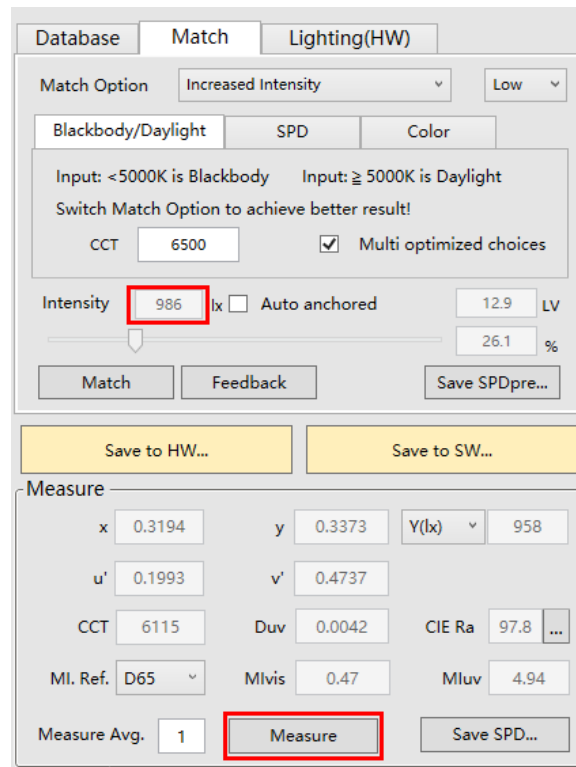 Database Match Lighting(HW)
Match Option Increased Intensity Low
Blackbody/Daylight SPD Color
Input: <5000K is Blackbody Input: ≧ 5000K is Daylight
Switch Match Option to achieve better result!
CCT 6500 Multi optimized choices
Intensity 986 lx Auto anchored 12.9 LV
26.1 %
Match Feedback Save SPDpre...
Save to HW... Save to SW...
Measure
x 0.3194 y 0.3373 Y(lx) 958
u' 0.1993 v' 0.4737
CCT 6115 Duv 0.0042 CIE Ra 97.8 ...
MI. Ref. D65 MIvis 0.47 MIuv 4.94
Measure Avg. 1 Measure Save SPD...